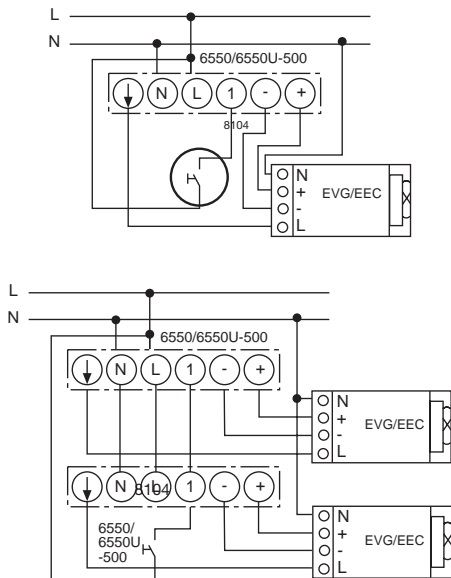 L
N
6550/6550U-500
N L 1 - +
8104
N
+
-
L
EVG/EEC
L
N
6550/6550U-500
N L 1 - +
N
+
-
L
EVG/EEC
N L 1 - +
8104
6550/
6550U
-500
N
+
-
L
EVG/EEC